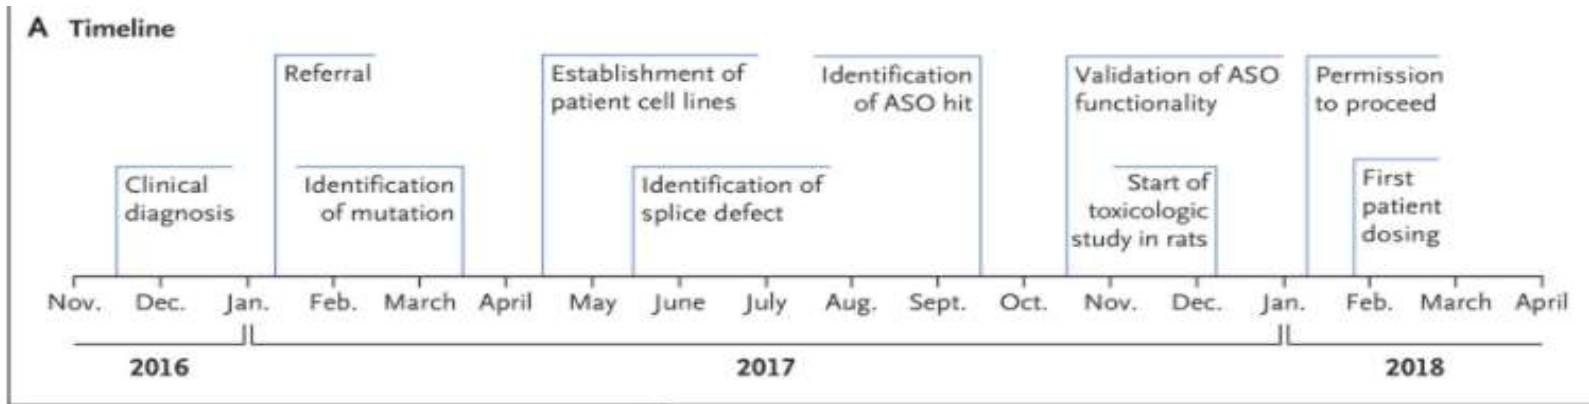 A Timeline
Referral
Establishment of
patient cell lines
Identification
of ASO hit
Validation of ASO
functionality
Permission
to proceed
Clinical
diagnosis
Identification
of mutation
Identification of
splice defect
Start of
toxicologic
study in rats
First
patient
dosing
Nov. Dec. Jan. Feb. March April May June July Aug. Sept. Oct. Nov. Dec. Jan. Feb. March April
2016 2017 2018